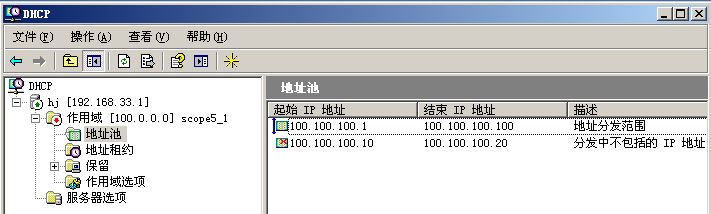 DHCP
文件(F) 操作(A) 查看(V) 帮助(H)
DHCP
hj [192.168.33.1]
作用域 [100.0.0.0] scope5_1
地址池
地址租约
保留
作用域选项
服务器选项
地址池
起始 IP 地址 结束 IP 地址 描述
100.100.100.1 100.100.100.100 地址分发范围
100.100.100.10 100.100.100.20 分发中不包括的 IP 地址